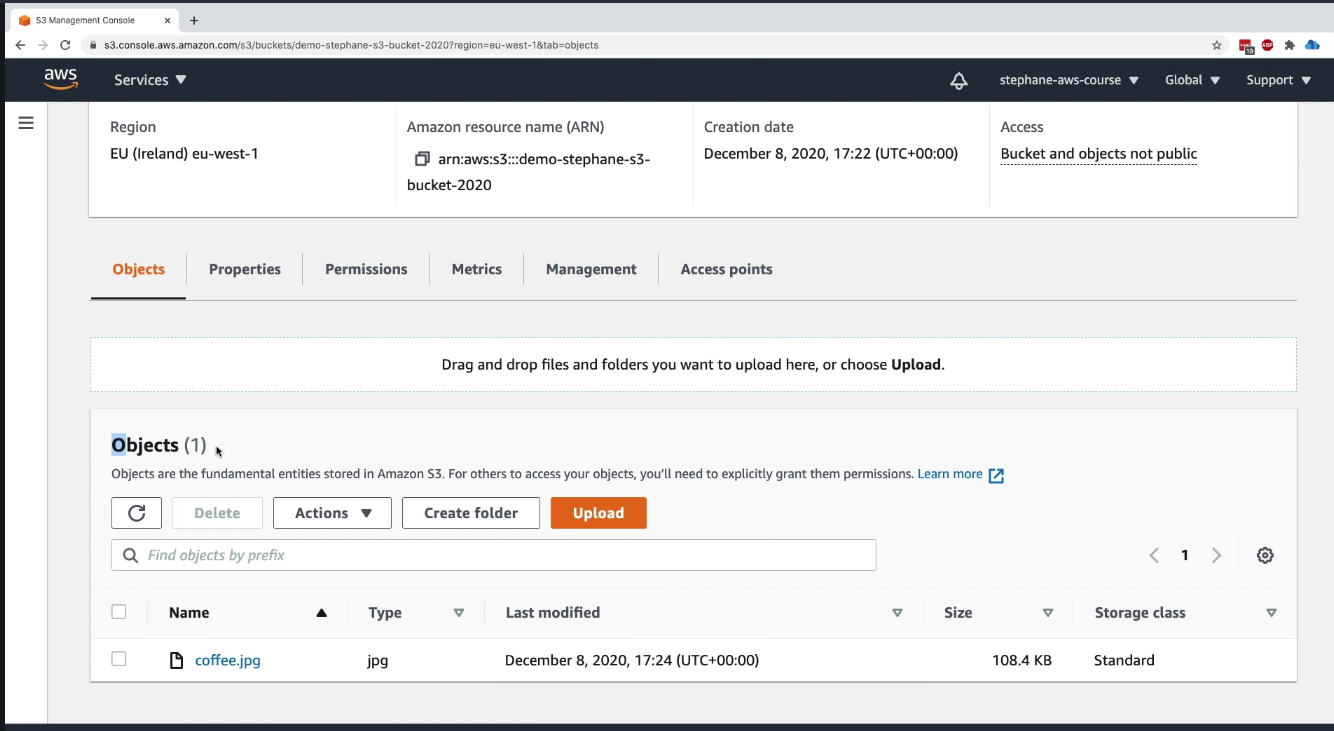 S3 Management Console
s3.console.aws.amazon.com/s3/buckets/demo-stephane-s3-bucket-2020?region=eu-west-1&tab=objects
19
ABP
aws
Services
stephane-aws-course
Global
Support
Region
EU (Ireland) eu-west-1
Amazon resource name (ARN)
arn:aws:s3:::demo-stephane-s3-
bucket-2020
Creation date
December 8, 2020, 17:22 (UTC+00:00)
Access
Bucket and objects not public
Objects
Properties
Permissions
Metrics
Management
Access points
Drag and drop files and folders you want to upload here, or choose Upload.
Objects (1)
Objects are the fundamental entities stored in Amazon S3. For others to access your objects, you'll need to explicitly grant them permissions. Learn more
Delete
Actions
Create folder
Upload
Find objects by prefix
1
Name
Type
Last modified
Size
Storage class
coffee.jpg
jpg
December 8, 2020, 17:24 (UTC+00:00)
108.4 KB
Standard